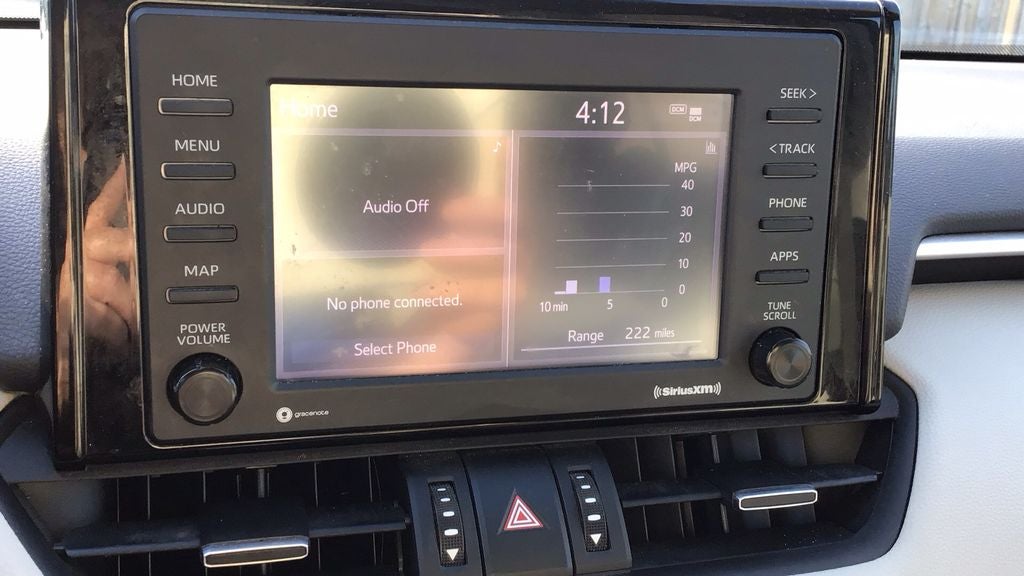 HOME
MENU
AUDIO
MAP
POWER
VOLUME
Home
4:12
DCM
DCM
Audio Off
No phone connected.
Select Phone
MPG
40
30
20
10
0
10 min 5 0
Range 222 miles
SEEK >
< TRACK
PHONE
APPS
TUNE
SCROLL
gracenote
((SiriusXM))